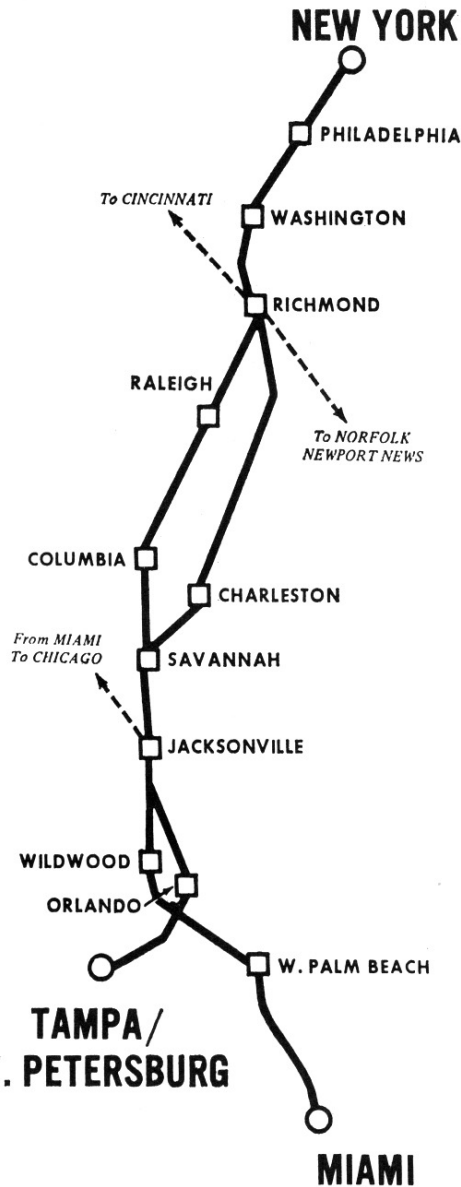 NEW YORK
PHILADELPHIA
To CINCINNATI
WASHINGTON
RICHMOND
RALEIGH
To NORFOLK
NEWPORT NEWS
COLUMBIA
CHARLESTON
From MIAMI
To CHICAGO
SAVANNAH
JACKSONVILLE
WILDWOOD
ORLANDO
W. PALM BEACH
TAMPA/
. PETERSBURG
MIAMI